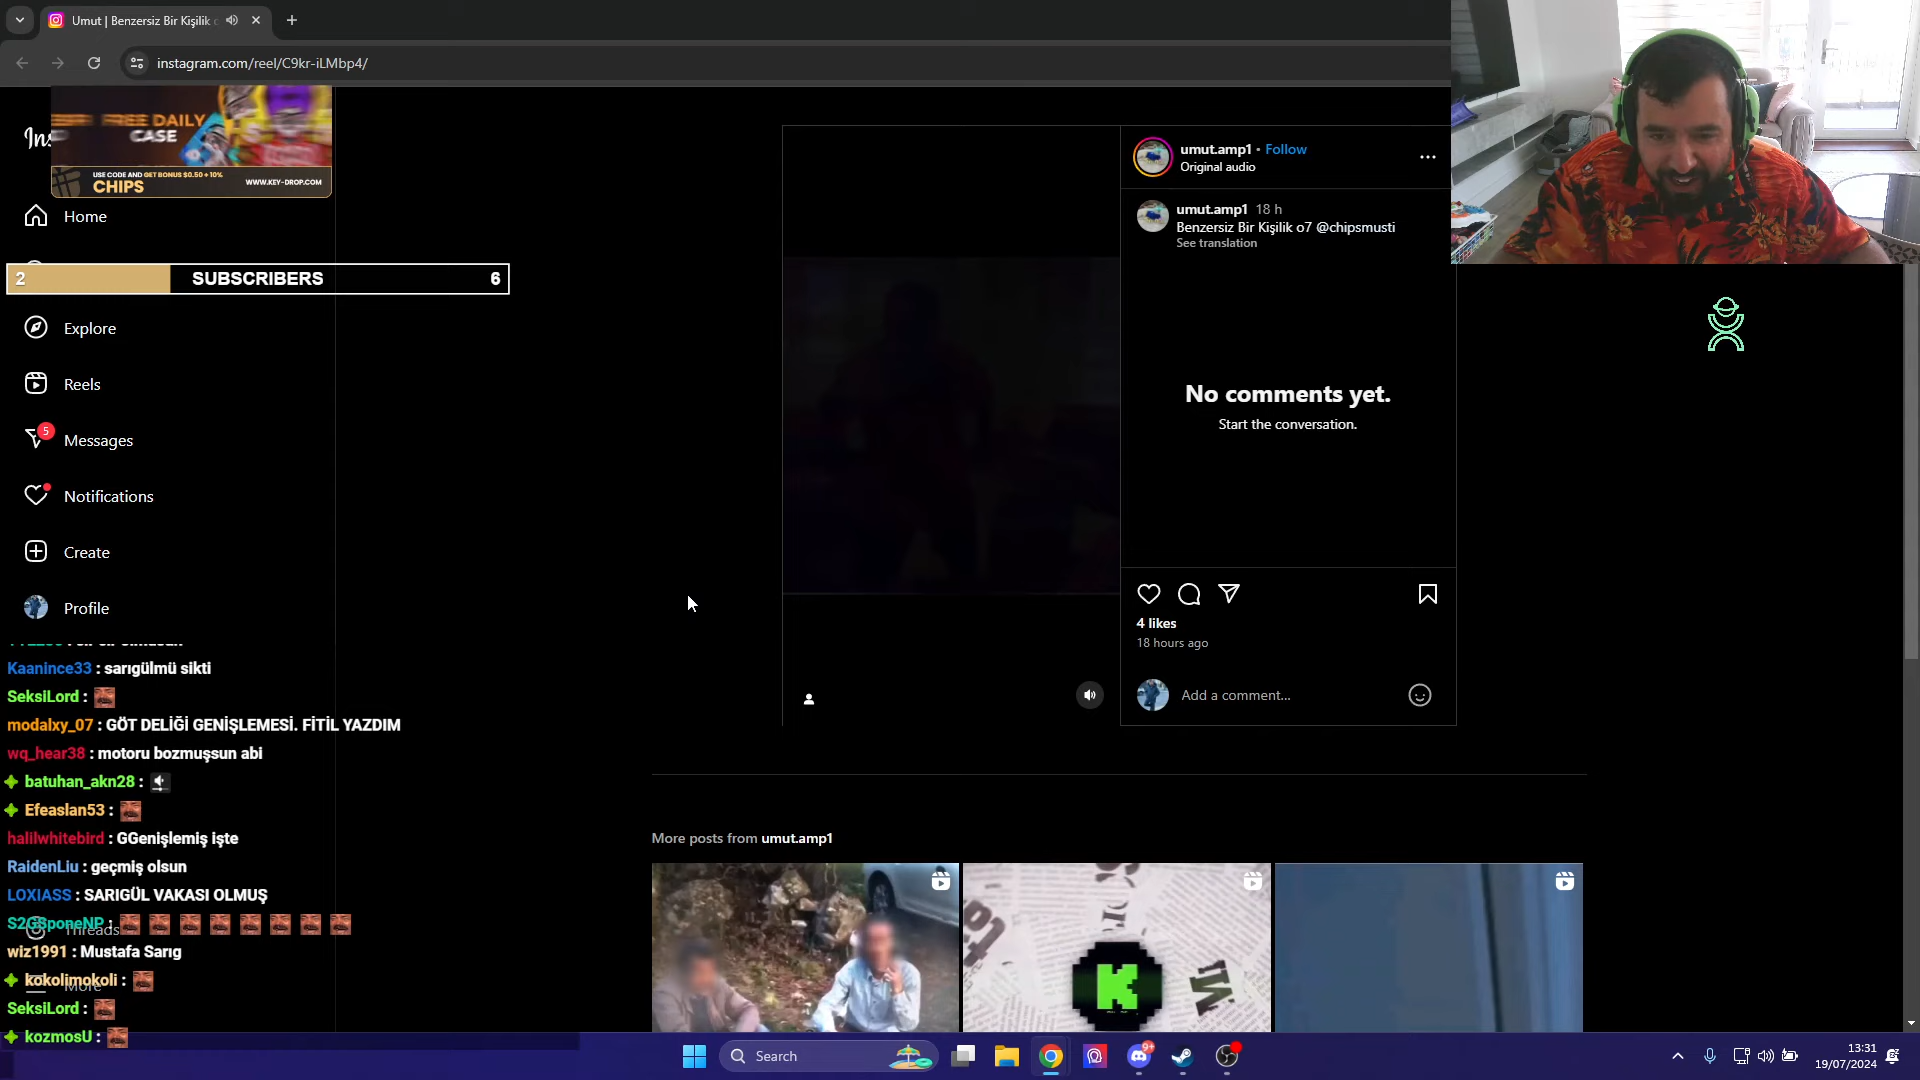 Umut | Benzersiz Bir Kişilik
instagram.com/reel/C9kr-iLMbp4/
FREE DAILY
CASE
USE CODE AND GET BONUS $0.50 + 10%
CHIPS
WWW.KEY-DROP.COM
Home
2 SUBSCRIBERS 6
Explore
Reels
5
Messages
Notifications
Create
Profile
Kaanince33 : sarıgülmü sikti
SeksiLord :
modalxy_07 : GÖT DELİĞİ GENİŞLEMESİ. FİTİL YAZDIM
wq_hear38 : motoru bozmuşsun abi
batuhan_akn28 :
Efeaslan53 :
halilwhitebird : GGenişlemiş işte
RaidenLiu : geçmiş olsun
LOXIASS : SARIGÜL VAKASI OLMUŞ
S2GSponeNP :
Threads
wiz1991 : Mustafa Sarıg
kokolimokoli :
More
SeksiLord :
kozmosU :
umut.amp1 • Follow
Original audio
umut.amp1 18 h
Benzersiz Bir Kişilik o7 @chipsmusti
See translation
No comments yet.
Start the conversation.
4 likes
18 hours ago
Add a comment...
More posts from umut.amp1
K
Search
9+
13:31
19/07/2024